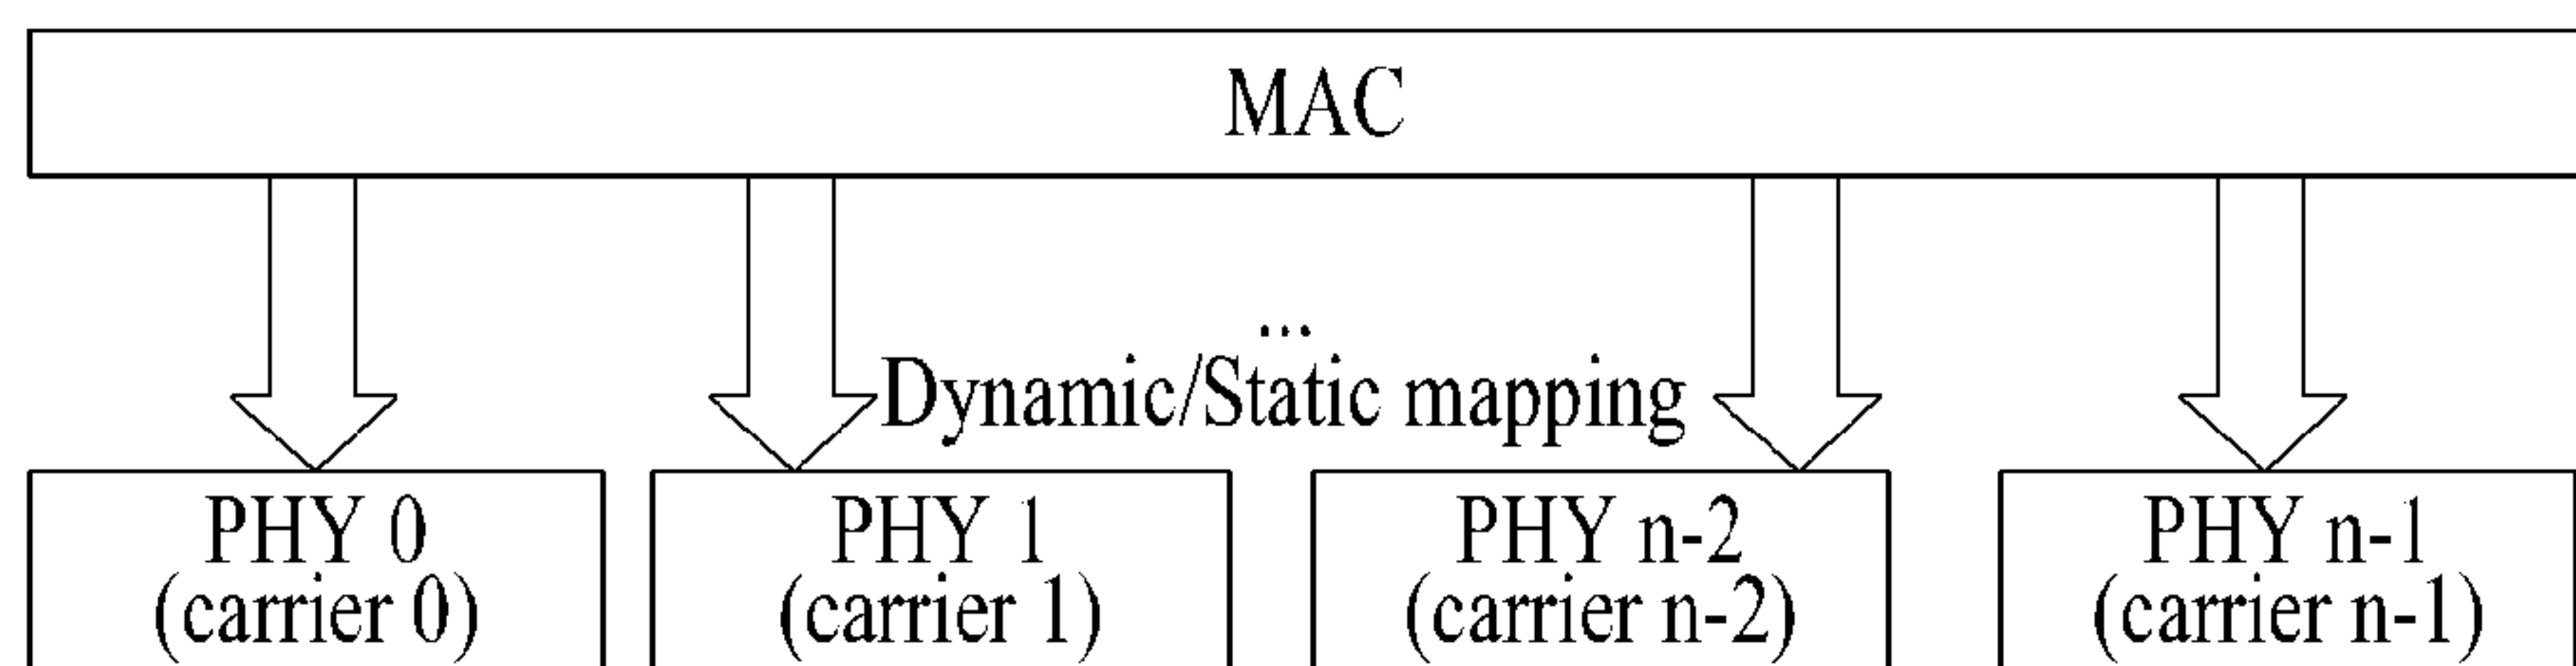 MAC
...
Dynamic/Static mapping
PHY 0
(carrier 0)
PHY 1
(carrier 1)
PHY n-2
(carrier n-2)
PHY n-1
(carrier n-1)